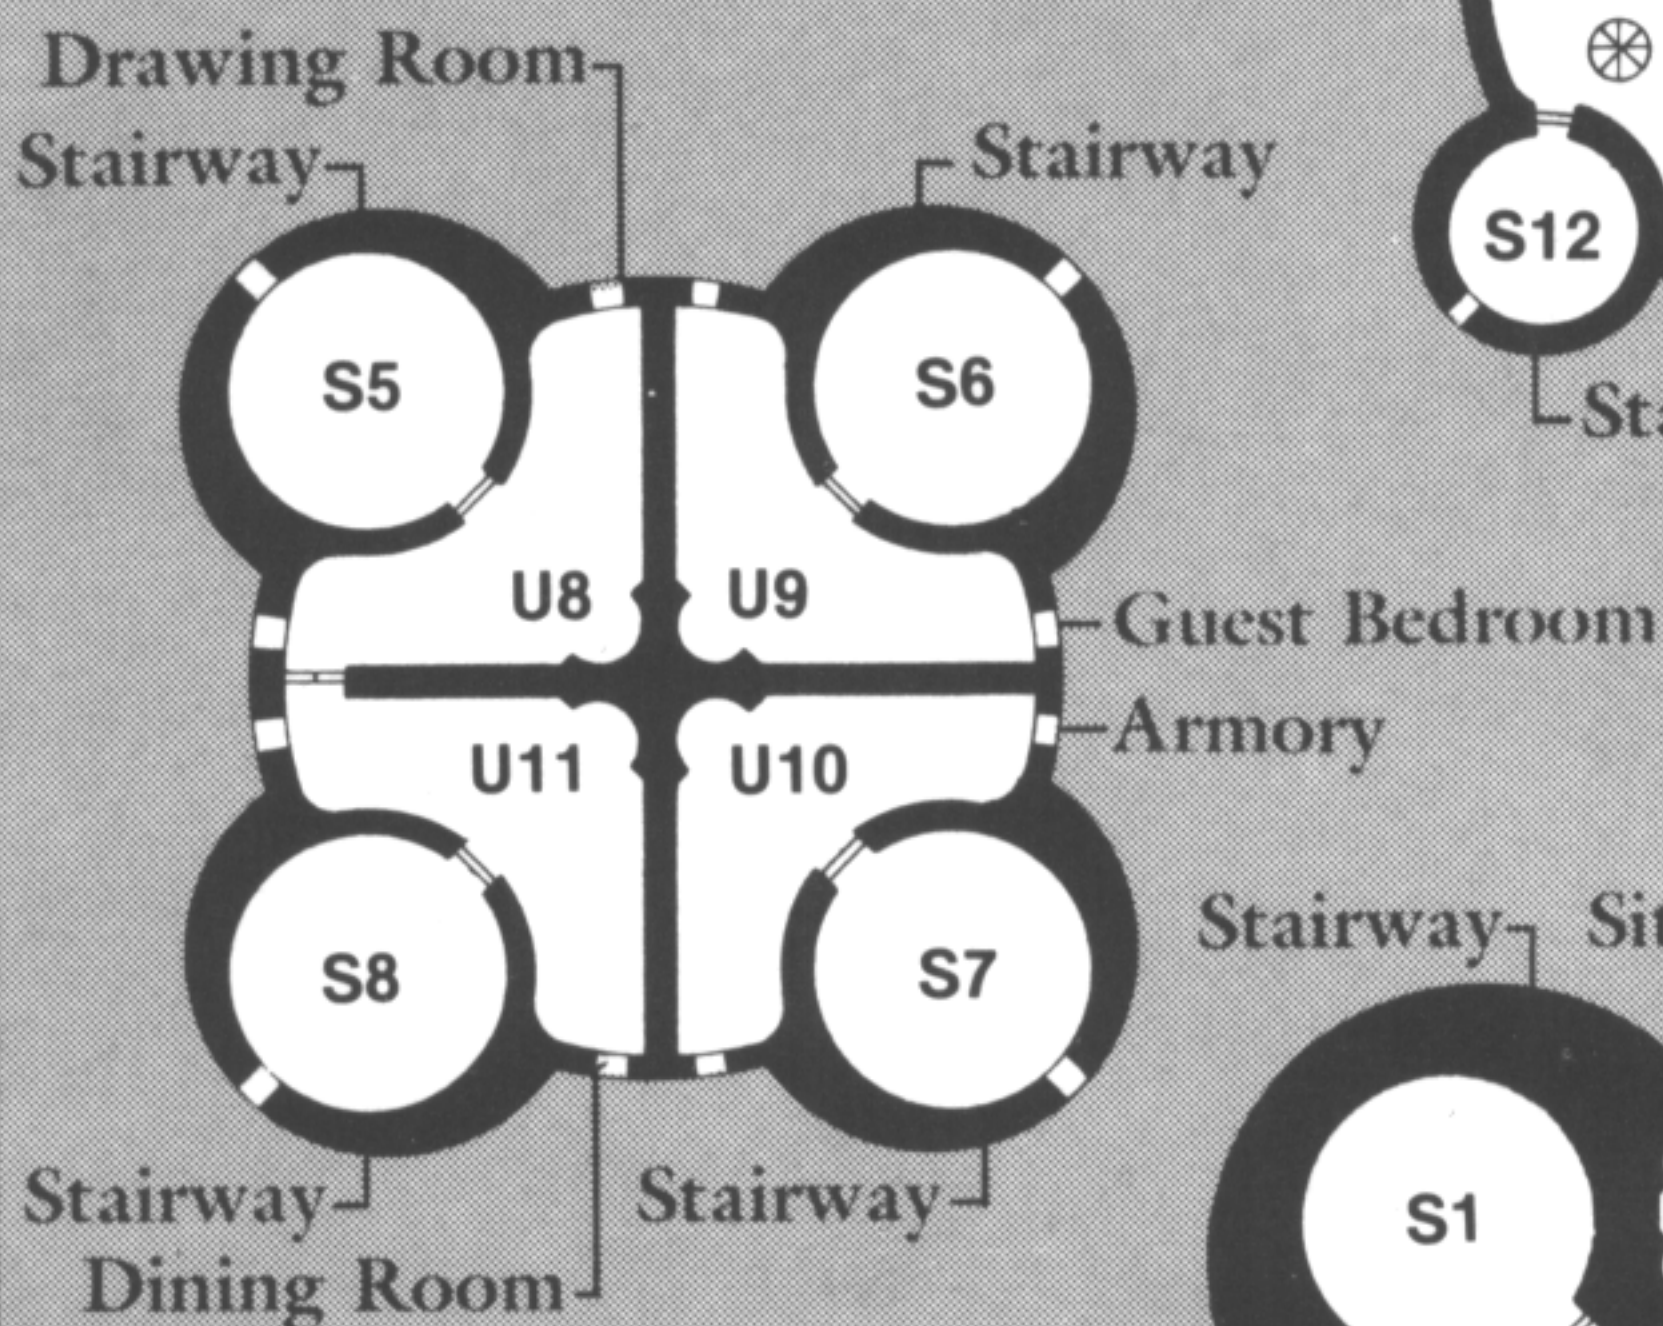 Drawing Room
Stairway
Stairway
S12
S5
S6
U8
U9
Guest Bedroom
Armory
U11
U10
Stairway
S8
S7
S1
Stairway
Stairway
Dining Room